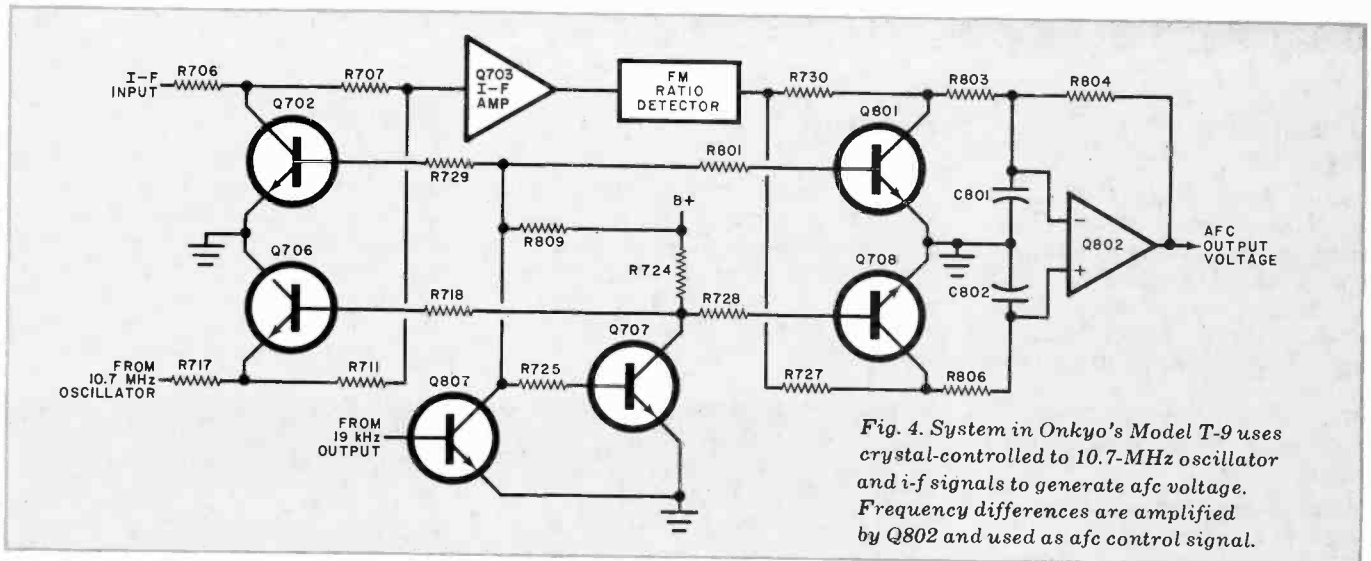 I-F
INPUT
R706
R707
Q703
I-F
AMP
FM
RATIO
DETECTOR
R730
R803
R804
Q702
Q801
R729
R801
C801
B+
R809
R724
Q802
AFC
OUTPUT
VOLTAGE
Q706
R718
R728
Q708
C802
Q707
FROM
10.7 MHz
OSCILLATOR
R717
R711
Q807
R725
R727
R806
FROM
19 kHz
OUTPUT
Fig. 4. System in Onkyo's Model T-9 uses
crystal-controlled to 10.7-MHz oscillator
and i-f signals to generate afc voltage.
Frequency differences are amplified
by Q802 and used as afc control signal.